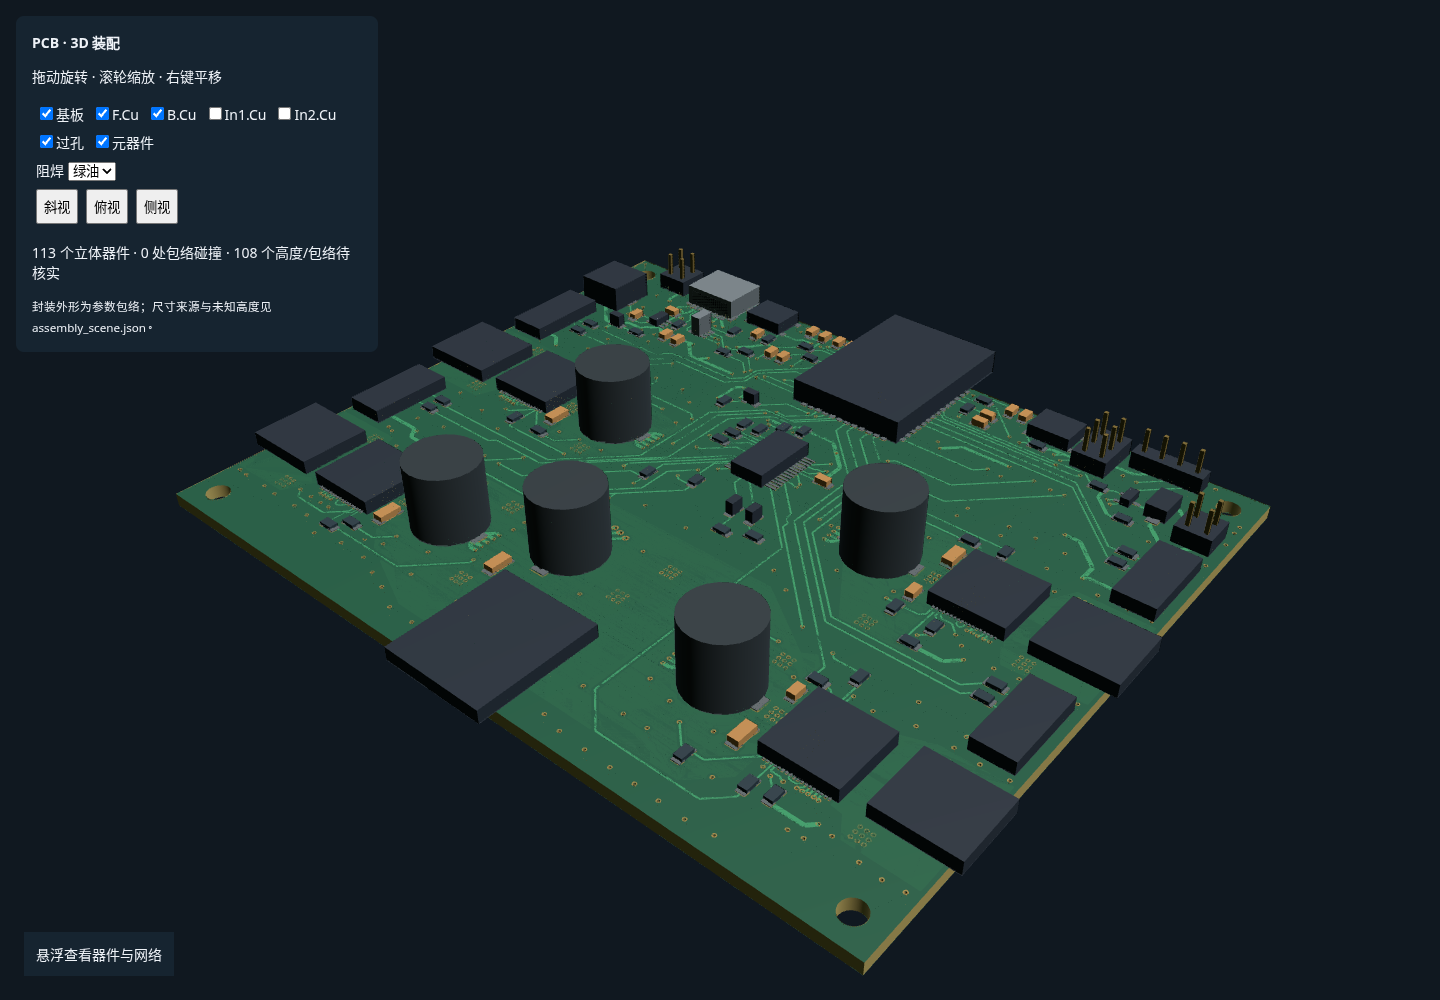 PCB · 3D 装配
拖动旋转 · 滚轮缩放 · 右键平移
基板 F.Cu B.Cu In1.Cu In2.Cu
过孔 元器件
阻焊 绿油
斜视 俯视 侧视
113 个立体器件 · 0 处包络碰撞 · 108 个高度/包络待
核实
封装外形为参数包络；尺寸来源与未知高度见
assembly_scene.json。
悬浮查看器件与网络